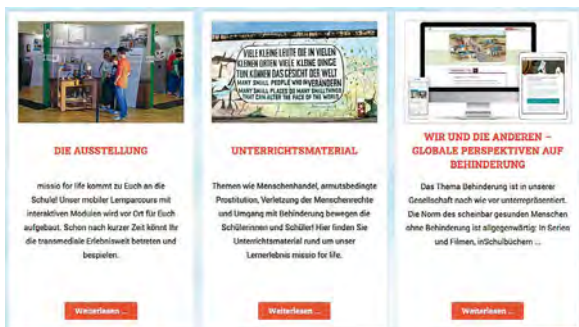 VIELE KLEINE LEUTE DIE IN VIELEN
KLEINEN ORTEN VIELE KLEINE DINGE
TUN, KÖNNEN DAS GESICHT DER WELT
VERÄNDERN
MANY SMALL PEOPLE WHO IN
MANY SMALL PLACES DO MANY SMALL THINGS
THAT CAN ALTER THE FACE OF THE WORLD
DIE AUSSTELLUNG
missio for life kommt zu Euch an die
Schule! Unser mobiler Lernparcours mit
interaktiven Modulen wird vor Ort für Euch
aufgebaut. Schon nach kurzer Zeit könnt Ihr
die transmediale Erlebniswelt betreten und
bespielen.
Weiterlesen ...
UNTERRICHTSMATERIAL
Themen wie Menschenhandel, armutsbedingte
Prostitution, Verletzung der Menschenrechte
und Umgang mit Behinderung bewegen die
Schülerinnen und Schüler! Hier finden Sie
Unterrichtsmaterial rund um unser
Lernerlebnis missio for life.
Weiterlesen ...
WIR UND DIE ANDEREN –
GLOBALE PERSPEKTIVEN AUF
BEHINDERUNG
Das Thema Behinderung ist in unserer
Gesellschaft nach wie vor unterrepräsentiert.
Die Norm des scheinbar gesunden Menschen
ohne Behinderung ist allgegenwärtig: In Serien
und Filmen, inSchulbüchern ...
Weiterlesen ...